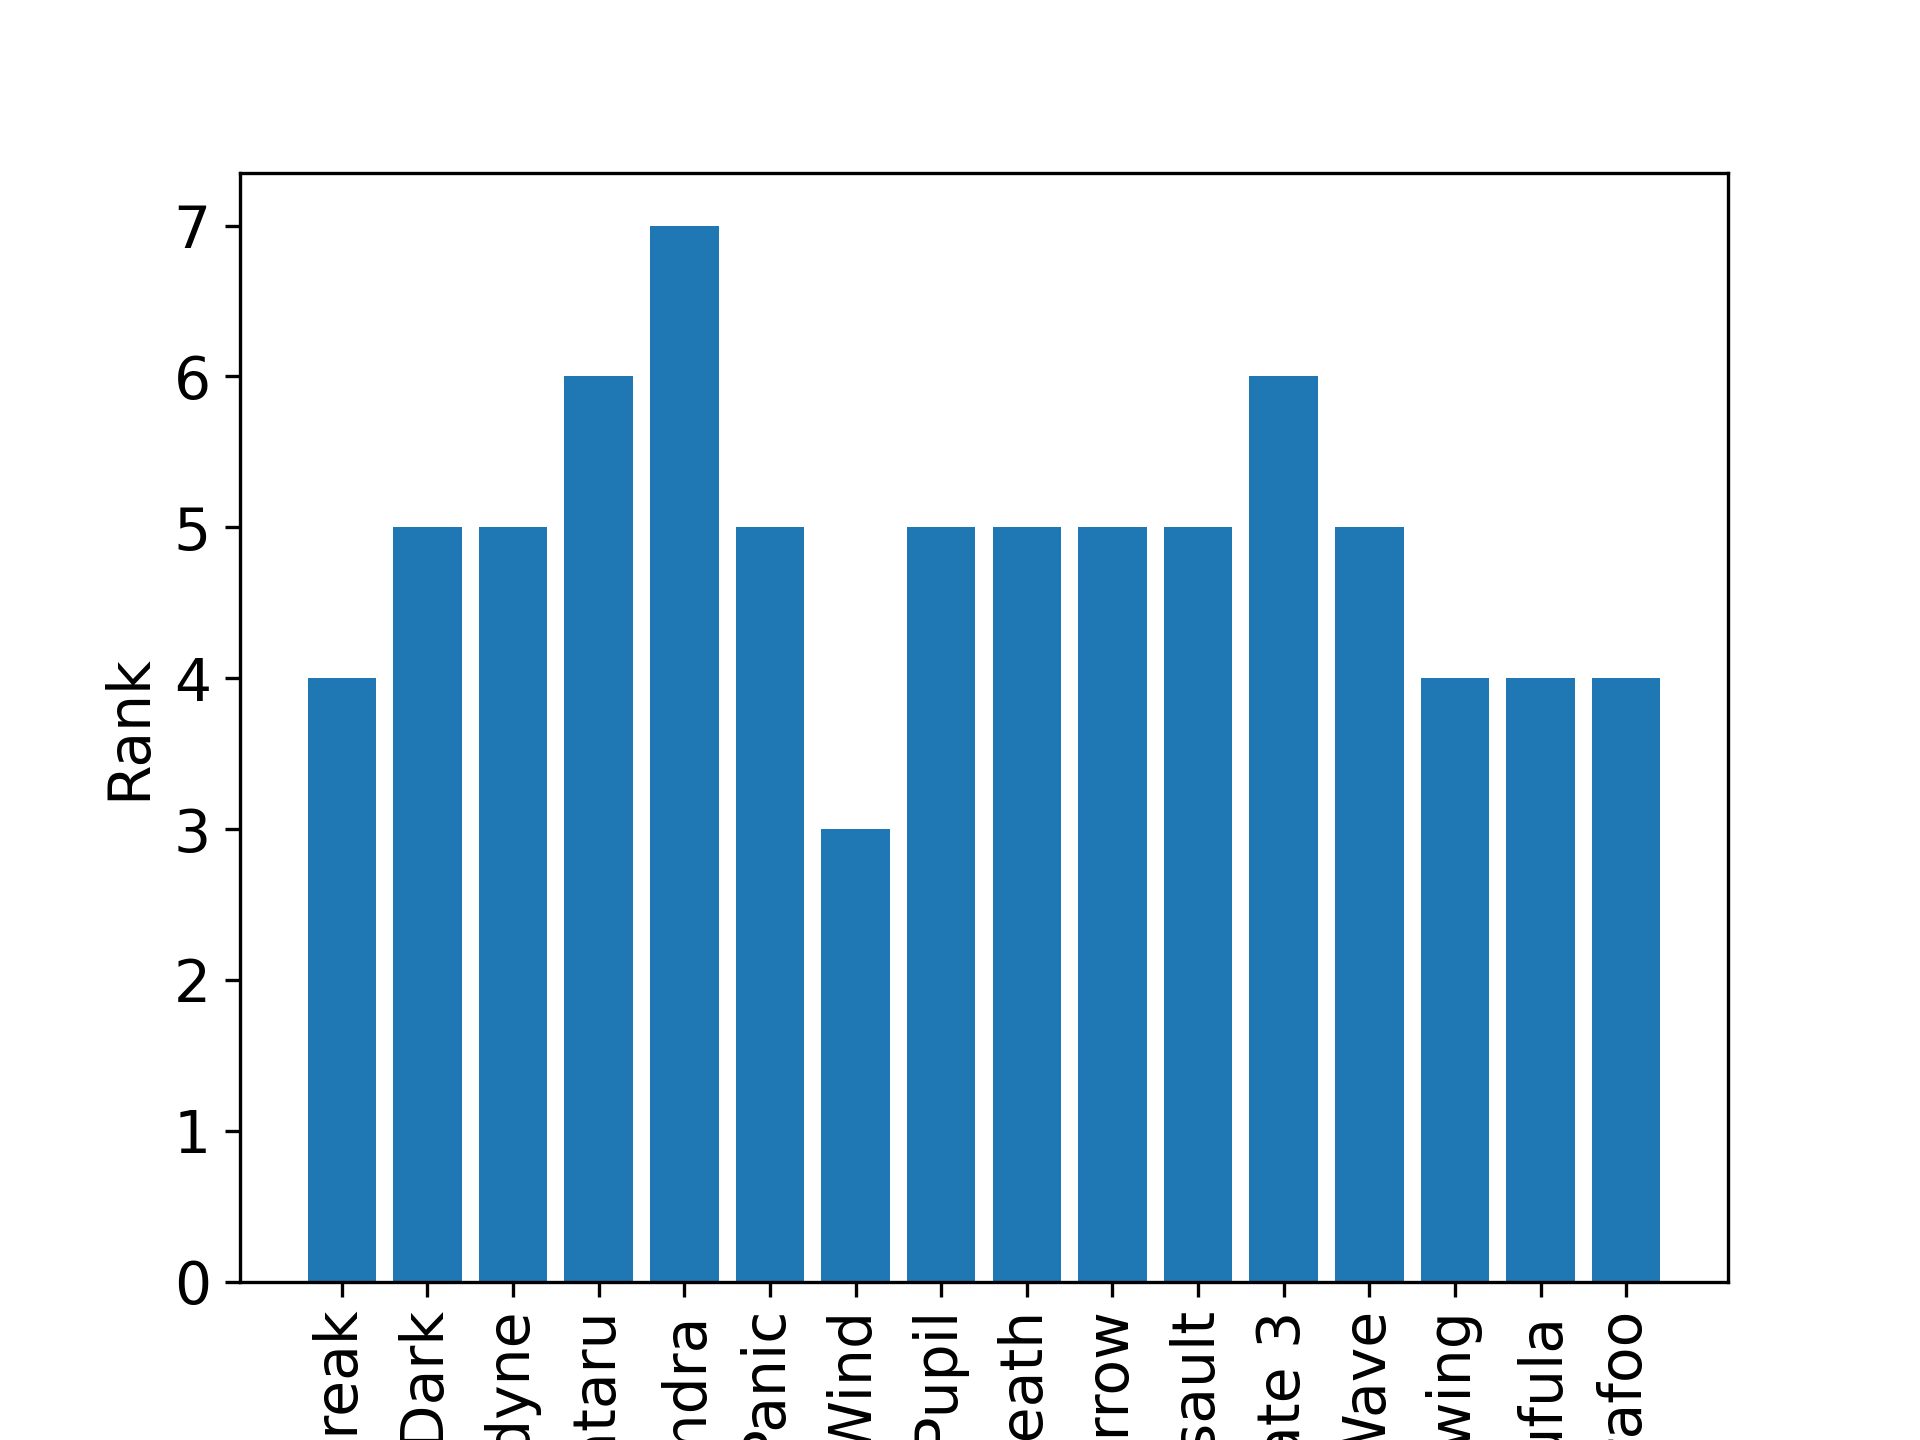 7
6
5
4
3
2
1
0
Rank
reak
Dark
dyne
taru
ndra
Panic
Wind
Pupil
eath
rrow
sault
ate 3
Wave
wing
ufula
afoo